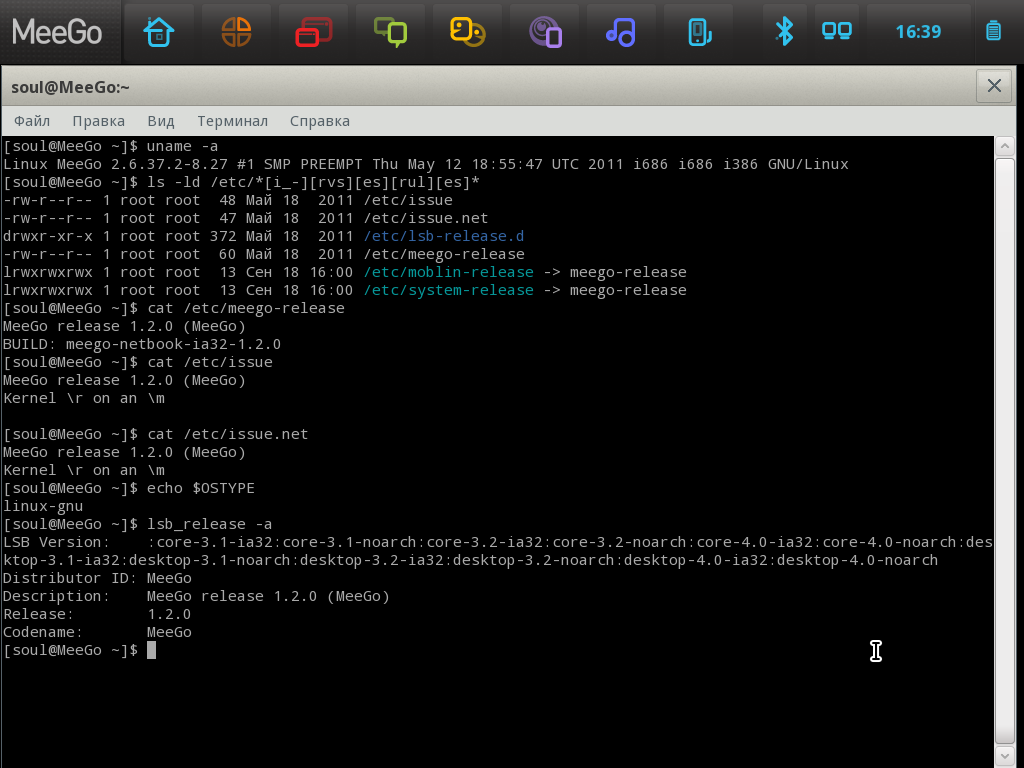 MeeGo
16:39
soul@MeeGo:~
Файл Правка Вид Терминал Справка
[soul@MeeGo ~]$ uname -a
Linux MeeGo 2.6.37.2-8.27 #1 SMP PREEMPT Thu May 12 18:55:47 UTC 2011 i686 i686 i386 GNU/Linux
[soul@MeeGo ~]$ ls -ld /etc/*[i_-][rvs][es][rul][es]*
-rw-r--r-- 1 root root  48 Май 18  2011 /etc/issue
-rw-r--r-- 1 root root  47 Май 18  2011 /etc/issue.net
drwxr-xr-x 1 root root 372 Май 18  2011 /etc/lsb-release.d
-rw-r--r-- 1 root root  60 Май 18  2011 /etc/meego-release
lrwxrwxrwx 1 root root  13 Сен 18 16:00 /etc/moblin-release -> meego-release
lrwxrwxrwx 1 root root  13 Сен 18 16:00 /etc/system-release -> meego-release
[soul@MeeGo ~]$ cat /etc/meego-release
MeeGo release 1.2.0 (MeeGo)
BUILD: meego-netbook-ia32-1.2.0
[soul@MeeGo ~]$ cat /etc/issue
MeeGo release 1.2.0 (MeeGo)
Kernel \r on an \m
[soul@MeeGo ~]$ cat /etc/issue.net
MeeGo release 1.2.0 (MeeGo)
Kernel \r on an \m
[soul@MeeGo ~]$ echo $OSTYPE
linux-gnu
[soul@MeeGo ~]$ lsb_release -a
LSB Version:    :core-3.1-ia32:core-3.1-noarch:core-3.2-ia32:core-3.2-noarch:core-4.0-ia32:core-4.0-noarch:des
ktop-3.1-ia32:desktop-3.1-noarch:desktop-3.2-ia32:desktop-3.2-noarch:desktop-4.0-ia32:desktop-4.0-noarch
Distributor ID: MeeGo
Description:    MeeGo release 1.2.0 (MeeGo)
Release:        1.2.0
Codename:       MeeGo
[soul@MeeGo ~]$